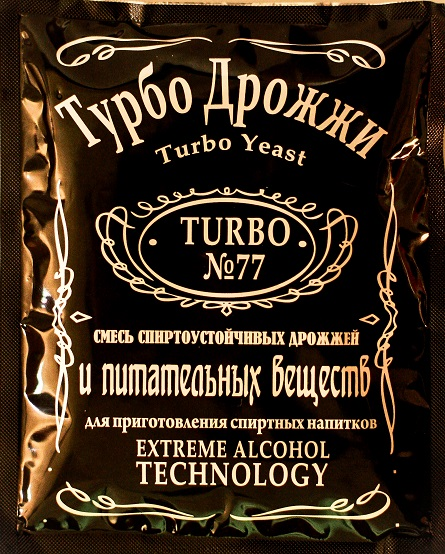 Турбо Дрожжи
Turbo Yeast
TURBO
№77
СМЕСЬ СПИРТОУСТОЙЧИВЫХ ДРОЖЖЕЙ
и питательных веществ
для приготовления спиртных напитков
EXTREME ALCOHOL
TECHNOLOGY